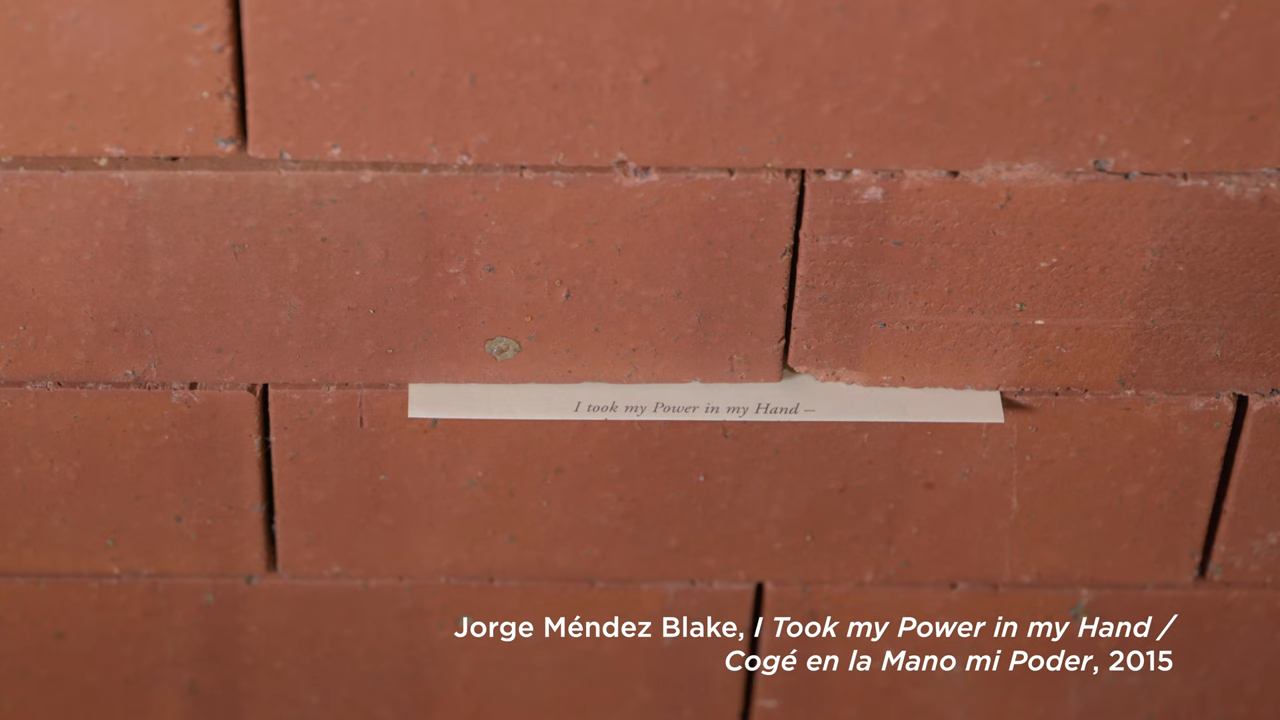 I took my Power in my Hand –
Jorge Méndez Blake, I Took my Power in my Hand /
Cogé en la Mano mi Poder, 2015